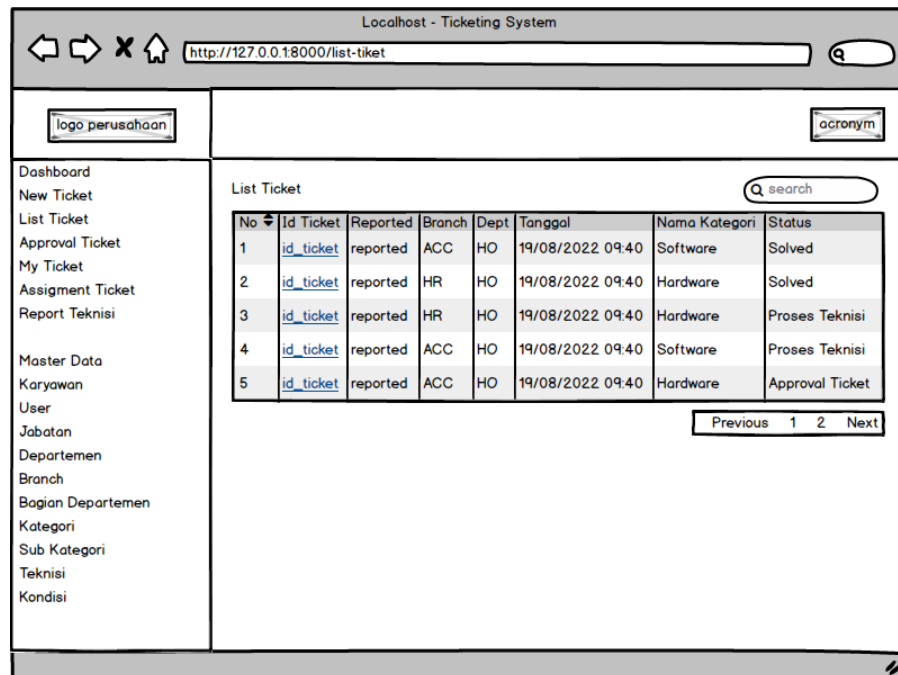 Localhost - Ticketing System
http://127.0.0.1:8000/list-tiket
logo perusahaan
acronym
Dashboard
New Ticket
List Ticket
Approval Ticket
My Ticket
Assigment Ticket
Report Teknisi
Master Data
Karyawan
User
Jabatan
Departemen
Branch
Bagian Departemen
Kategori
Sub Kategori
Teknisi
Kondisi
List Ticket
search
No Id Ticket Reported Branch Dept Tanggal Nama Kategori Status
1 id_ticket reported ACC HO 19/08/2022 09:40 Software Solved
2 id_ticket reported HR HO 19/08/2022 09:40 Hardware Solved
3 id_ticket reported HR HO 19/08/2022 09:40 Hardware Proses Teknisi
4 id_ticket reported ACC HO 19/08/2022 09:40 Software Proses Teknisi
5 id_ticket reported ACC HO 19/08/2022 09:40 Hardware Approval Ticket
Previous 1 2 Next